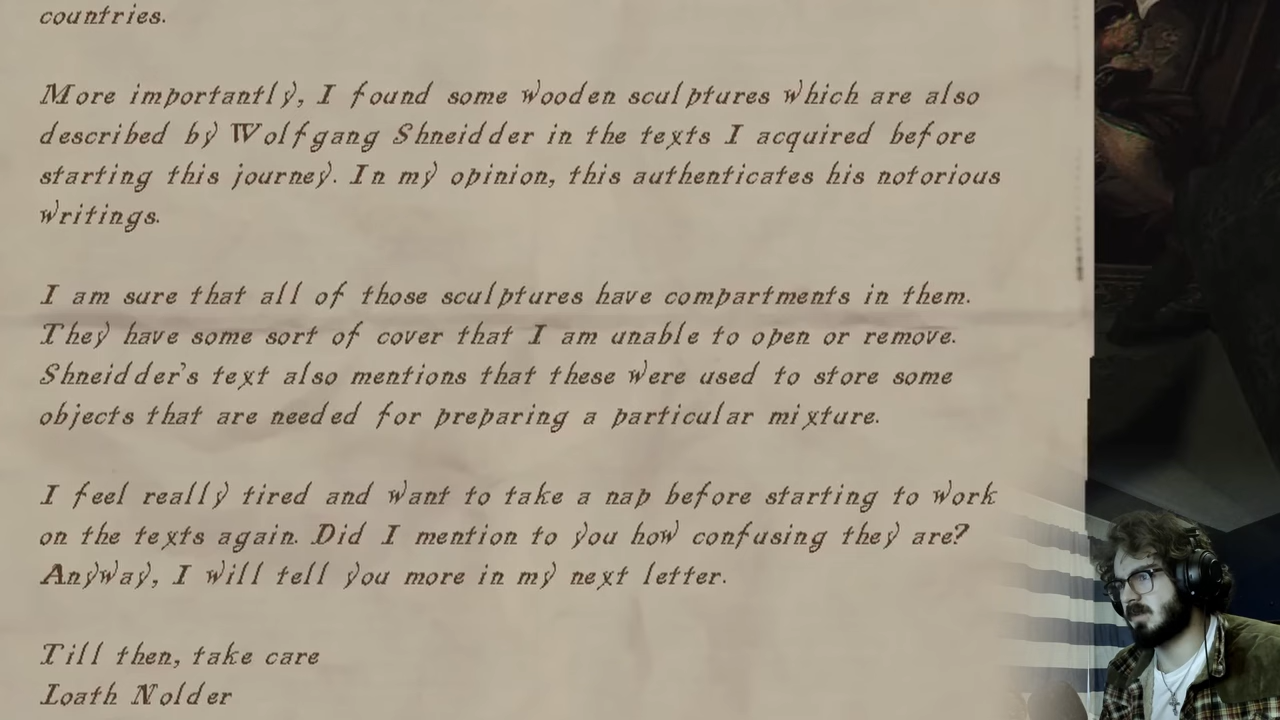 countries.
More importantly, I found some wooden sculptures which are also
described by Wolfgang Shneidder in the texts I acquired before
starting this journey. In my opinion, this authenticates his notorious
writings.
I am sure that all of those sculptures have compartments in them.
They have some sort of cover that I am unable to open or remove.
Shneidder's text also mentions that these were used to store some
objects that are needed for preparing a particular mixture.
I feel really tired and want to take a nap before starting to work
on the texts again. Did I mention to you how confusing they are?
Anyway, I will tell you more in my next letter.
Till then, take care
Loath Nolder